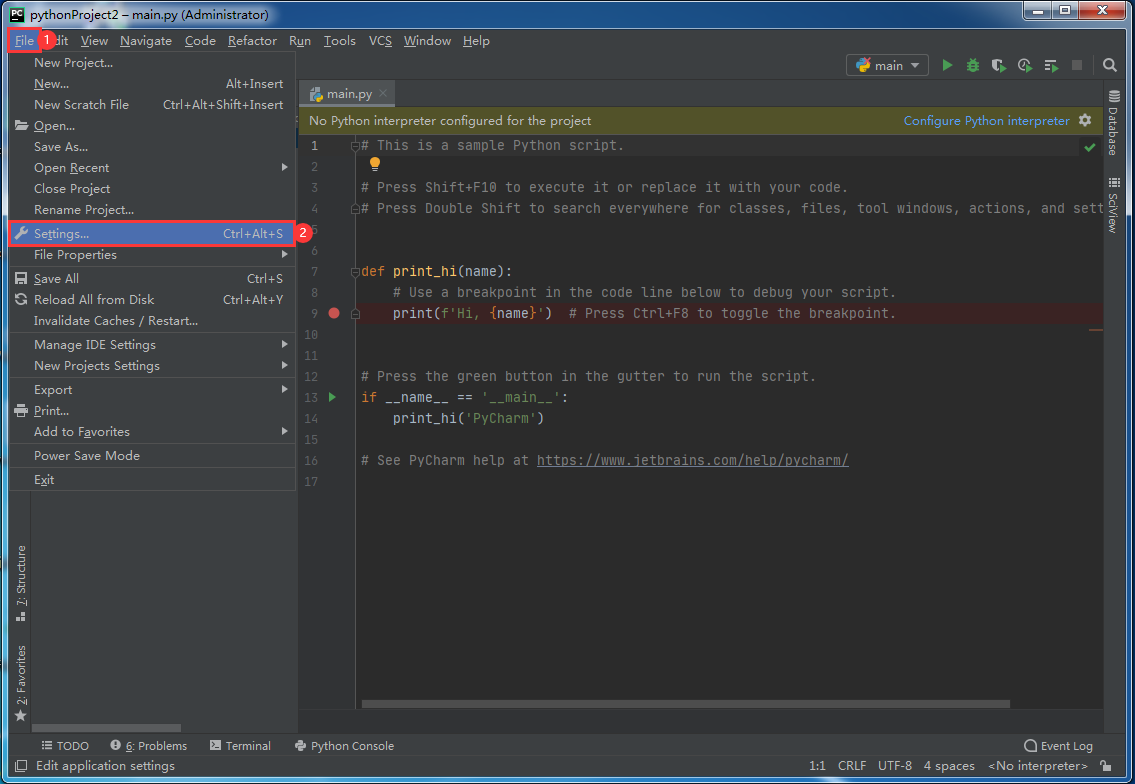 PC pythonProject2 – main.py (Administrator)
File 1 dit View Navigate Code Refactor Run Tools VCS Window Help
main
New Project...
New... Alt+Insert
New Scratch File Ctrl+Alt+Shift+Insert
Open...
Save As...
Open Recent
Close Project
Rename Project...
Settings... Ctrl+Alt+S 2
File Properties
Save All Ctrl+S
Reload All from Disk Ctrl+Alt+Y
Invalidate Caches / Restart...
Manage IDE Settings
New Projects Settings
Export
Print...
Add to Favorites
Power Save Mode
Exit
main.py
No Python interpreter configured for the project Configure Python interpreter
1 # This is a sample Python script.
2
3 # Press Shift+F10 to execute it or replace it with your code.
4 # Press Double Shift to search everywhere for classes, files, tool windows, actions, and sett
5
6
7 def print_hi(name):
8 # Use a breakpoint in the code line below to debug your script.
9 print(f'Hi, {name}') # Press Ctrl+F8 to toggle the breakpoint.
10
11
12 # Press the green button in the gutter to run the script.
13 if __name__ == '__main__':
14 print_hi('PyCharm')
15
16 # See PyCharm help at https://www.jetbrains.com/help/pycharm/
17
Database
SciView
7: Structure
2: Favorites
TODO 6: Problems Terminal Python Console Event Log
Edit application settings 1:1 CRLF UTF-8 4 spaces <No interpreter>